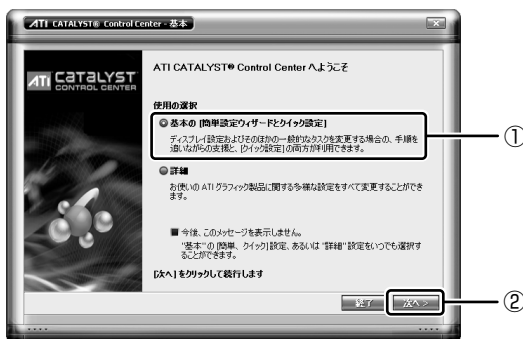 ATI CATALYST® Control Center - 基本
ATI CATALYST
CONTROL CENTER
ATI CATALYST® Control Center へようこそ
使用の選択
基本の [簡単設定ウィザードとクイック設定]
ディスプレイ設定およびそのほかの一般的なタスクを変更する場合の、手順を
追いながらの支援と、[クイック設定] の両方が利用できます。
①
詳細
お使いの ATI グラフィック製品に関する多様な設定をすべて変更することができ
ます。
今後、このメッセージを表示しません。
"基本" の [簡単、クイック] 設定、あるいは "詳細" 設定をいつでも選択す
ることができます。
[次へ] をクリックして続行します
終了
次へ >
②